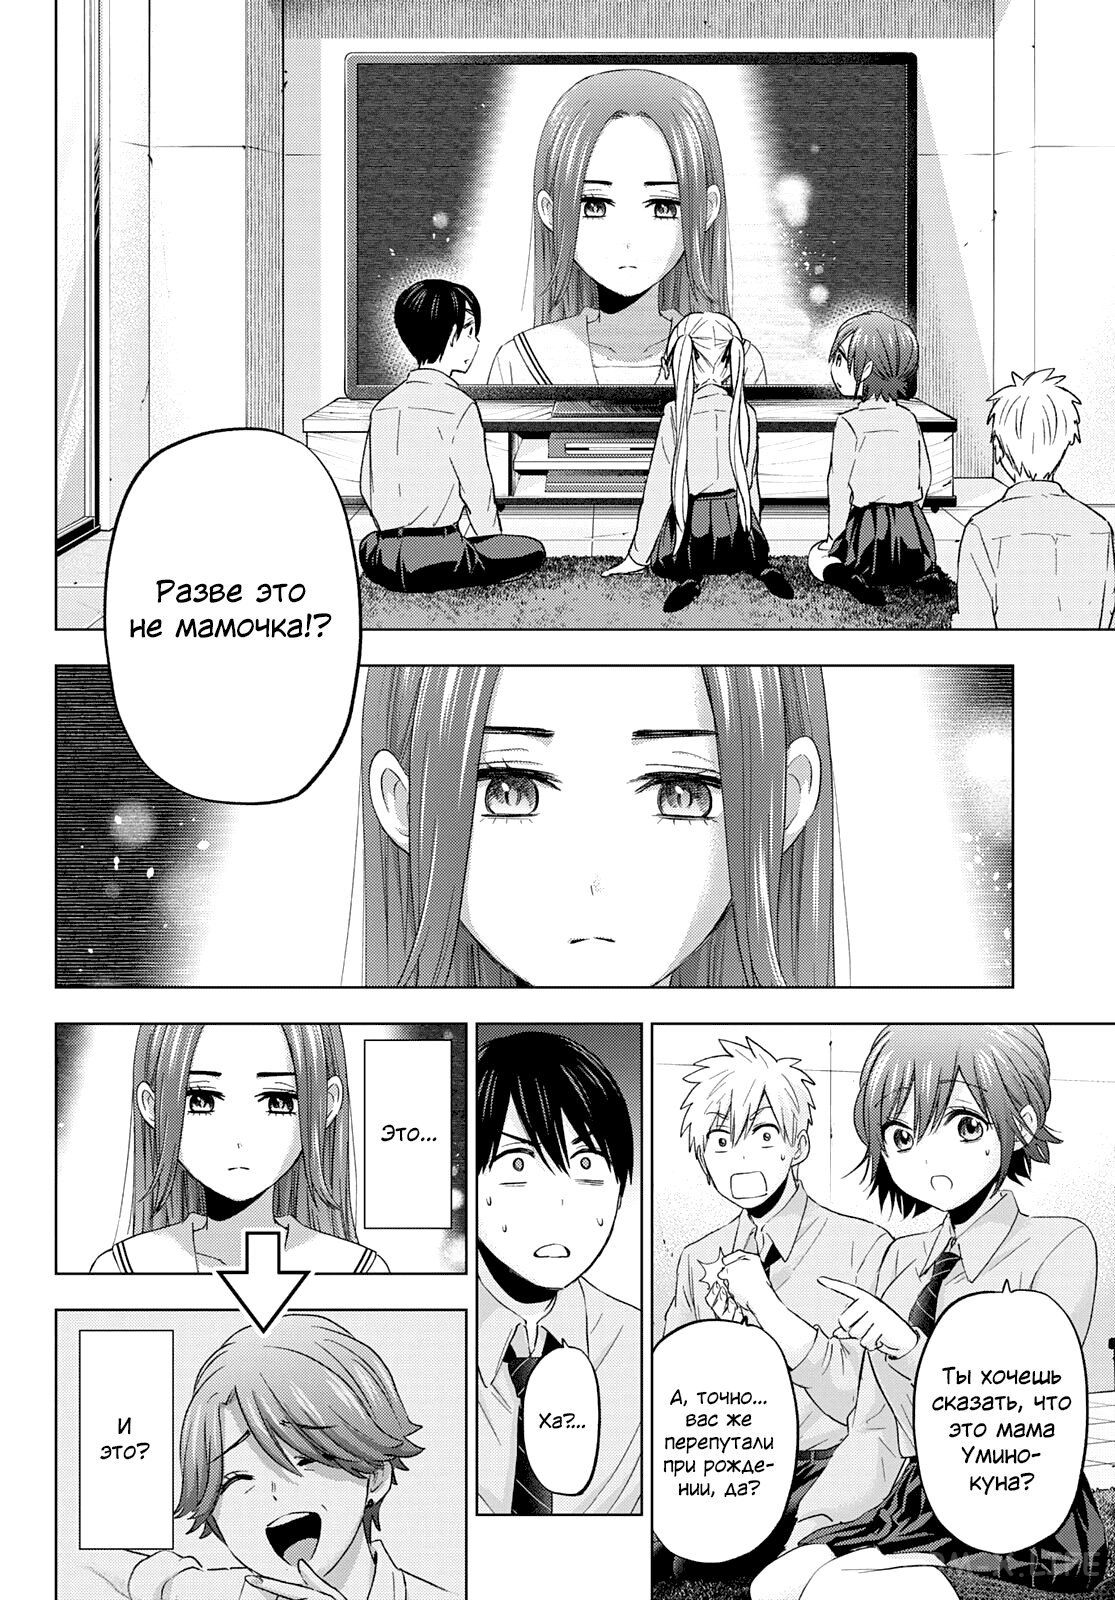 Разве это
не мамочка!?
Это...
И
это?
Ха?...
А, точно...
вас же
перепутали
при рожде-
нии, да?
Ты хочешь
сказать, что
это мама
Умино-
куна?